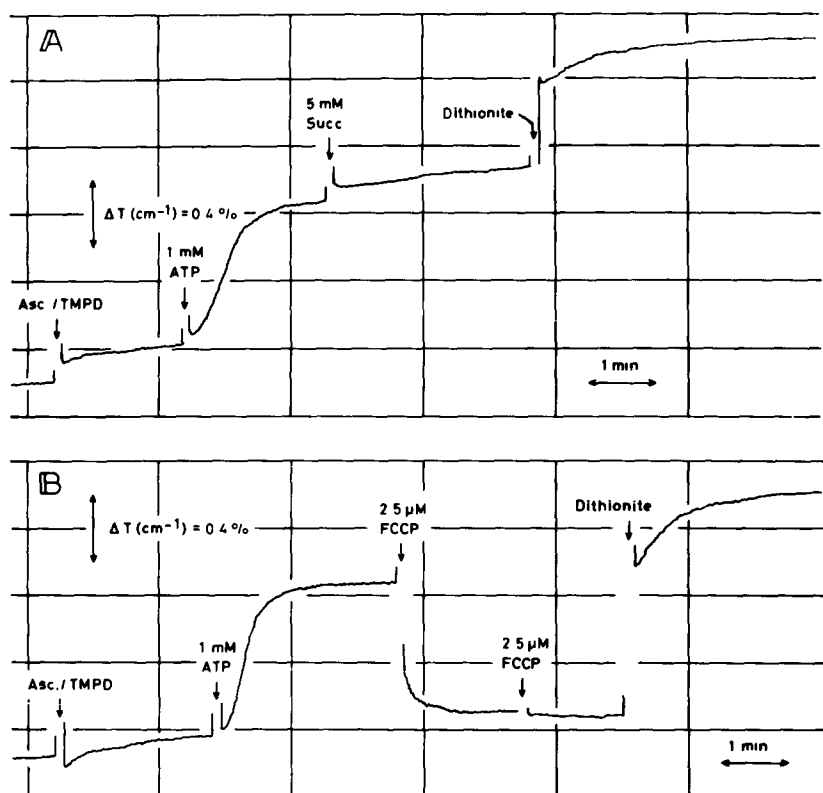 A
5 mM
Succ
Dithionite
ΔT (cm⁻¹) = 0.4 %
1 mM
ATP
Asc. / TMPD
1 min
B
ΔT (cm⁻¹) = 0.4 %
2.5 µM
FCCP
Dithionite
1 mM
ATP
2.5 µM
FCCP
Asc. / TMPD
1 min